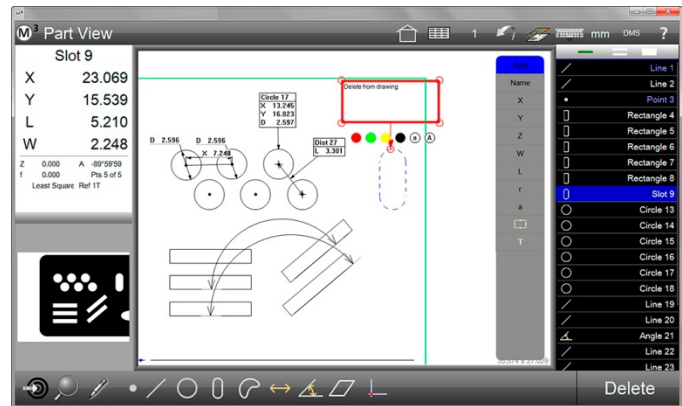 M³ Part View
1
mm
DMS
?
Slot 9
X 23.069
Y 15.539
L 5.210
W 2.248
Z 0.000 A -89°59'59
f 0.000 Pts 5 of 5
Least Square Ref 1T
Delete from drawing
Circle 17
X 13.245
Y 16.823
D 2.597
D 2.596
D 2.596
X 7.248
Dist 27
L 3.301
a
A
Name
X
Y
Z
W
L
r
a
T
Line 1
Line 2
Point 3
Rectangle 4
Rectangle 5
Rectangle 6
Rectangle 7
Rectangle 8
Slot 9
Circle 13
Circle 14
Circle 15
Circle 16
Circle 17
Circle 18
Line 19
Line 20
Angle 21
Line 22
Line 23
Delete